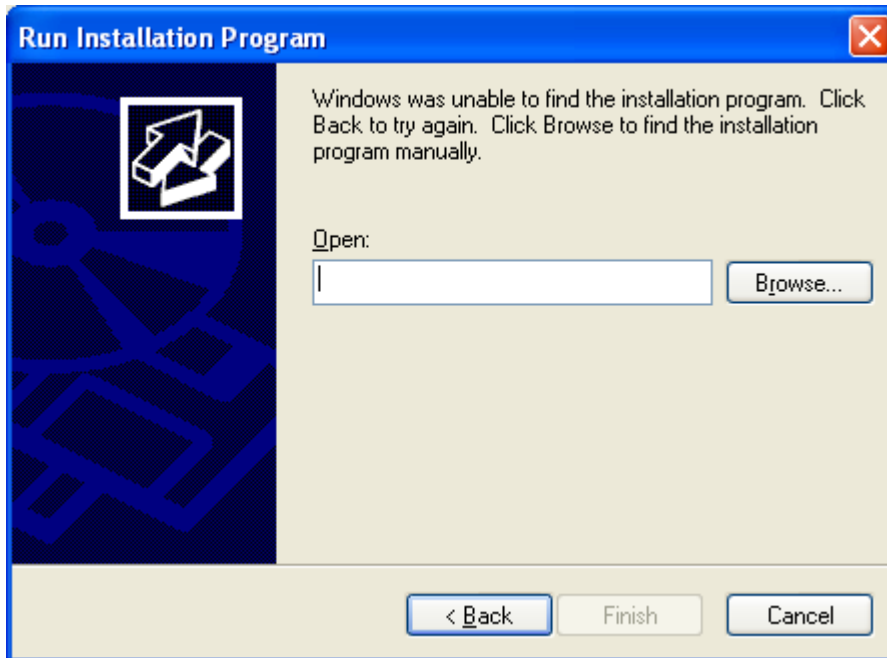 Run Installation Program
Windows was unable to find the installation program.  Click
Back to try again.  Click Browse to find the installation
program manually.
Open:
Browse...
< Back
Finish
Cancel